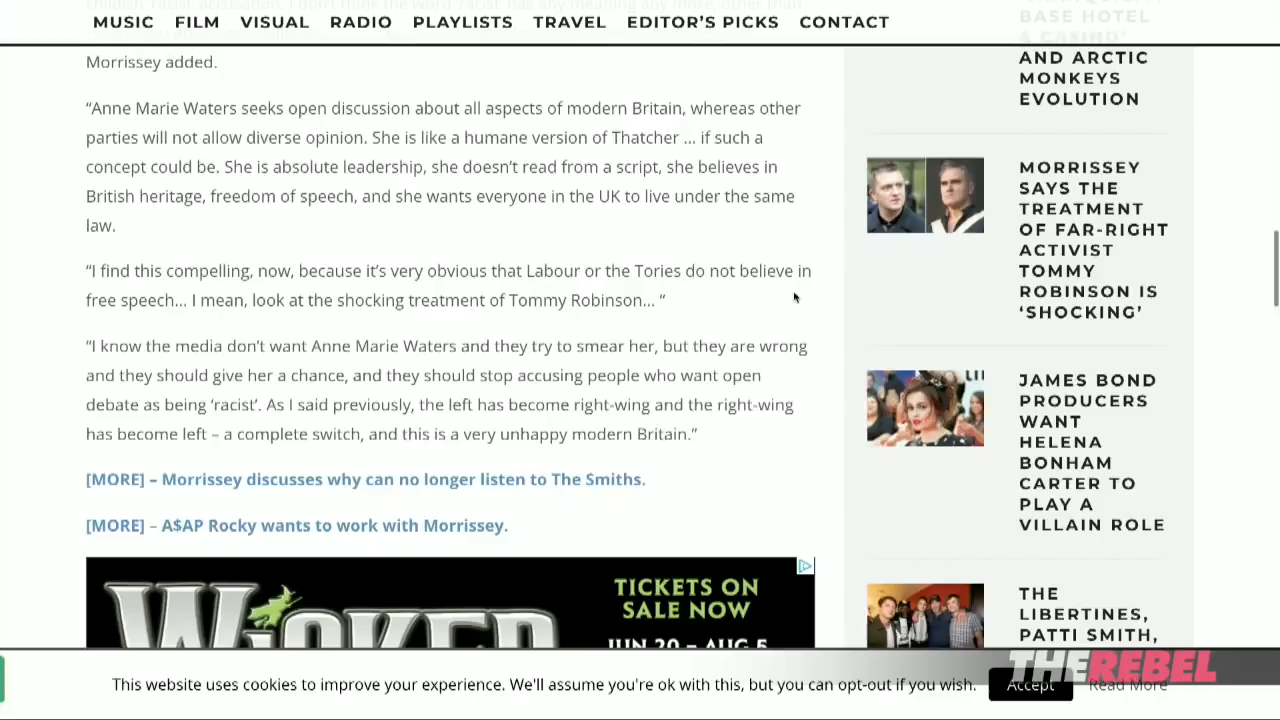 MUSIC FILM VISUAL RADIO PLAYLISTS TRAVEL EDITOR'S PICKS CONTACT
Morrissey added.
“Anne Marie Waters seeks open discussion about all aspects of modern Britain, whereas other
parties will not allow diverse opinion. She is like a humane version of Thatcher … if such a
concept could be. She is absolute leadership, she doesn’t read from a script, she believes in
British heritage, freedom of speech, and she wants everyone in the UK to live under the same
law.
“I find this compelling, now, because it’s very obvious that Labour or the Tories do not believe in
free speech… I mean, look at the shocking treatment of Tommy Robinson… “
“I know the media don’t want Anne Marie Waters and they try to smear her, but they are wrong
and they should give her a chance, and they should stop accusing people who want open
debate as being ‘racist’. As I said previously, the left has become right-wing and the right-wing
has become left – a complete switch, and this is a very unhappy modern Britain.”
[MORE] – Morrissey discusses why can no longer listen to The Smiths.
[MORE] – A$AP Rocky wants to work with Morrissey.
WICKED
TICKETS ON
SALE NOW
JUN 20 – AUG 5
BASE HOTEL
& CASINO’
AND ARCTIC
MONKEYS
EVOLUTION
MORRISSEY
SAYS THE
TREATMENT
OF FAR-RIGHT
ACTIVIST
TOMMY
ROBINSON IS
‘SHOCKING’
JAMES BOND
PRODUCERS
WANT
HELENA
BONHAM
CARTER TO
PLAY A
VILLAIN ROLE
THE
LIBERTINES,
PATTI SMITH,
THE REBEL
This website uses cookies to improve your experience. We'll assume you're ok with this, but you can opt-out if you wish. Accept Read More